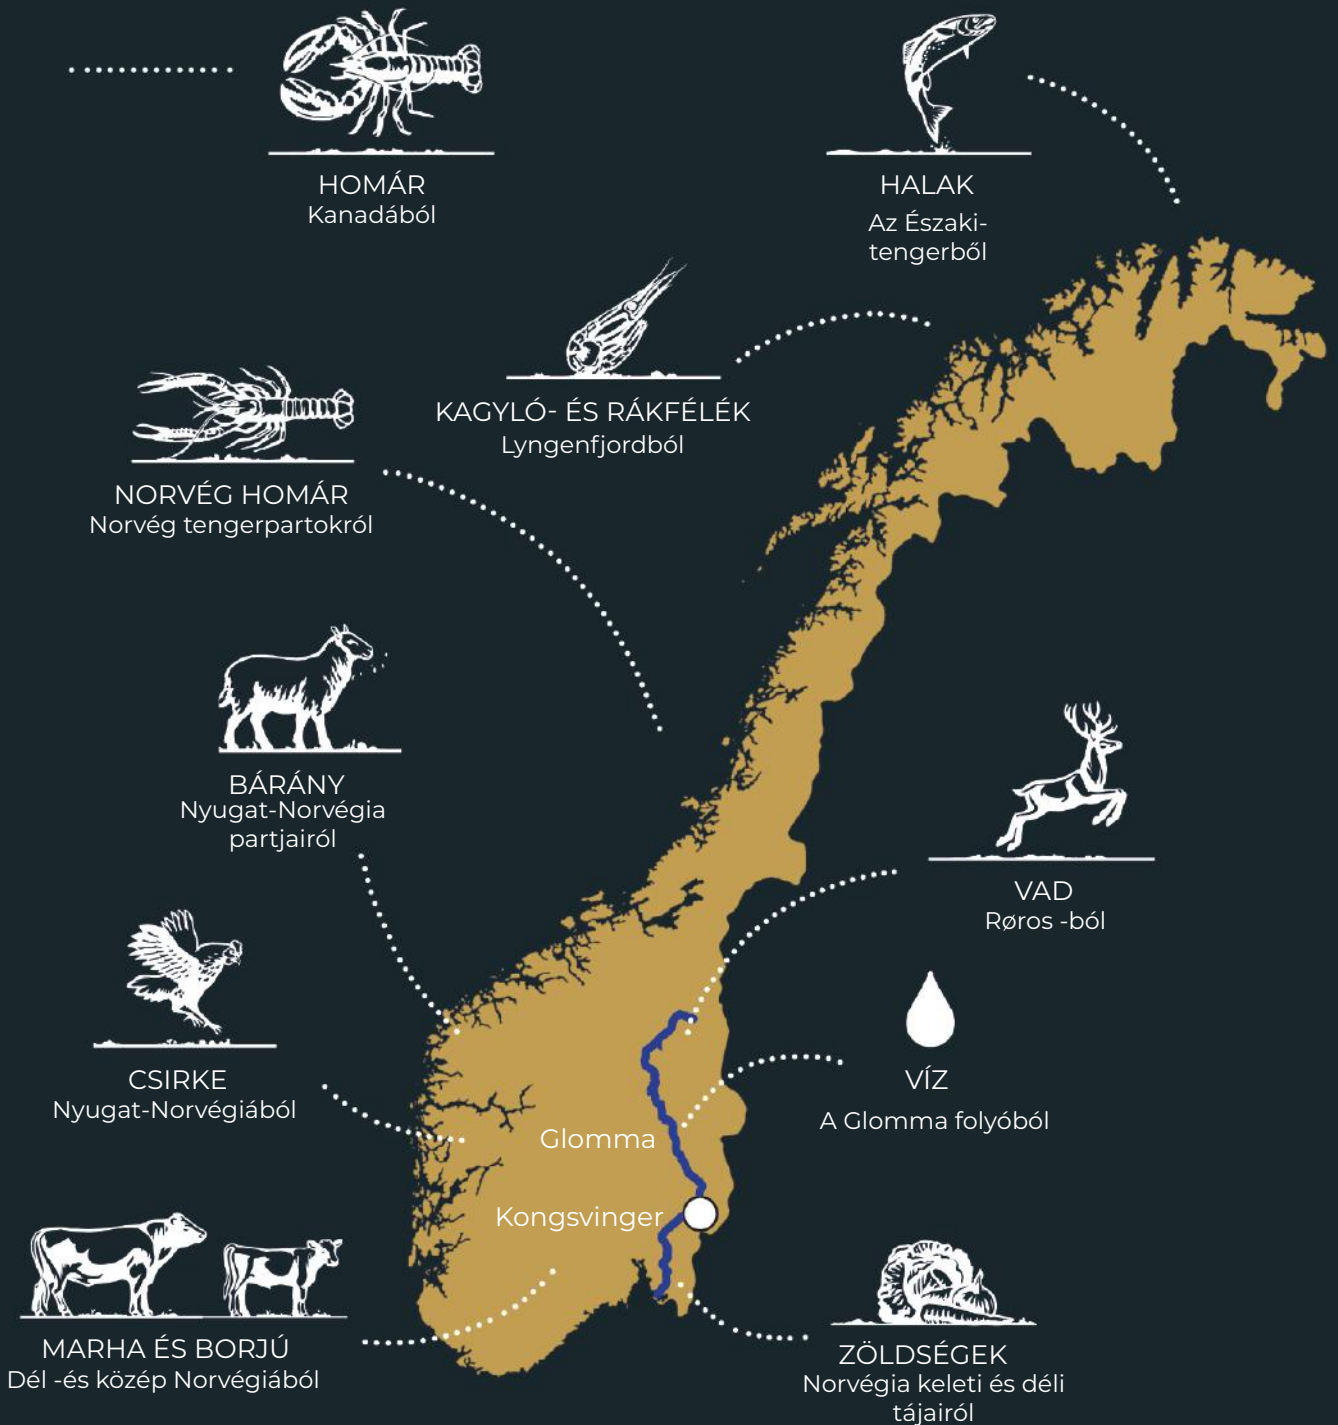 HOMÁR
Kanadából
HALAK
Az Északi-
tengerből
KAGYLÓ- ÉS RÁKFÉLÉK
Lyngenfjordból
NORVÉG HOMÁR
Norvég tengerpartokról
BÁRÁNY
Nyugat-Norvégia
partjairól
VAD
Røros -ból
CSIRKE
Nyugat-Norvégiából
VÍZ
A Glomma folyóból
Glomma
Kongsvinger
MARHA ÉS BORJÚ
Dél -és közép Norvégiából
ZÖLDSÉGEK
Norvégia keleti és déli
tájairól